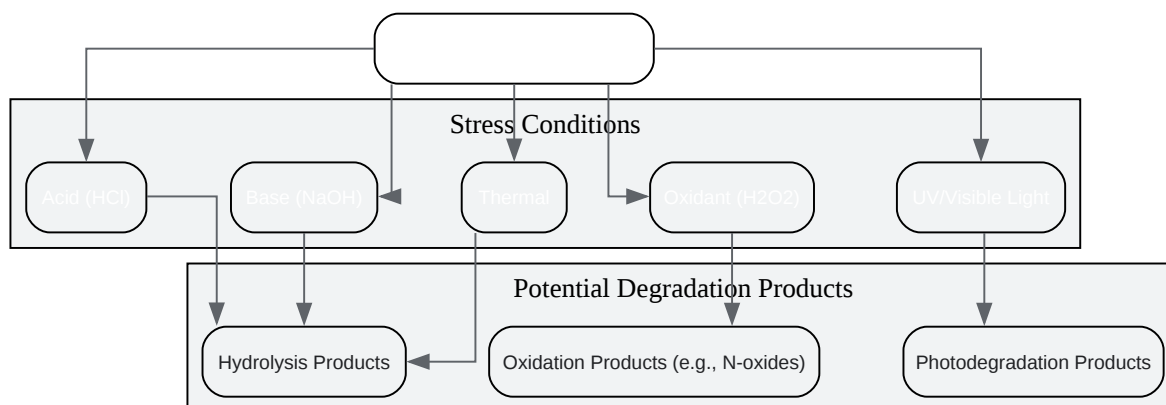 Stress Conditions
Acid (HCl)
Base (NaOH)
Thermal
Oxidant (H2O2)
UV/Visible Light
Potential Degradation Products
Hydrolysis Products
Oxidation Products (e.g., N-oxides)
Photodegradation Products